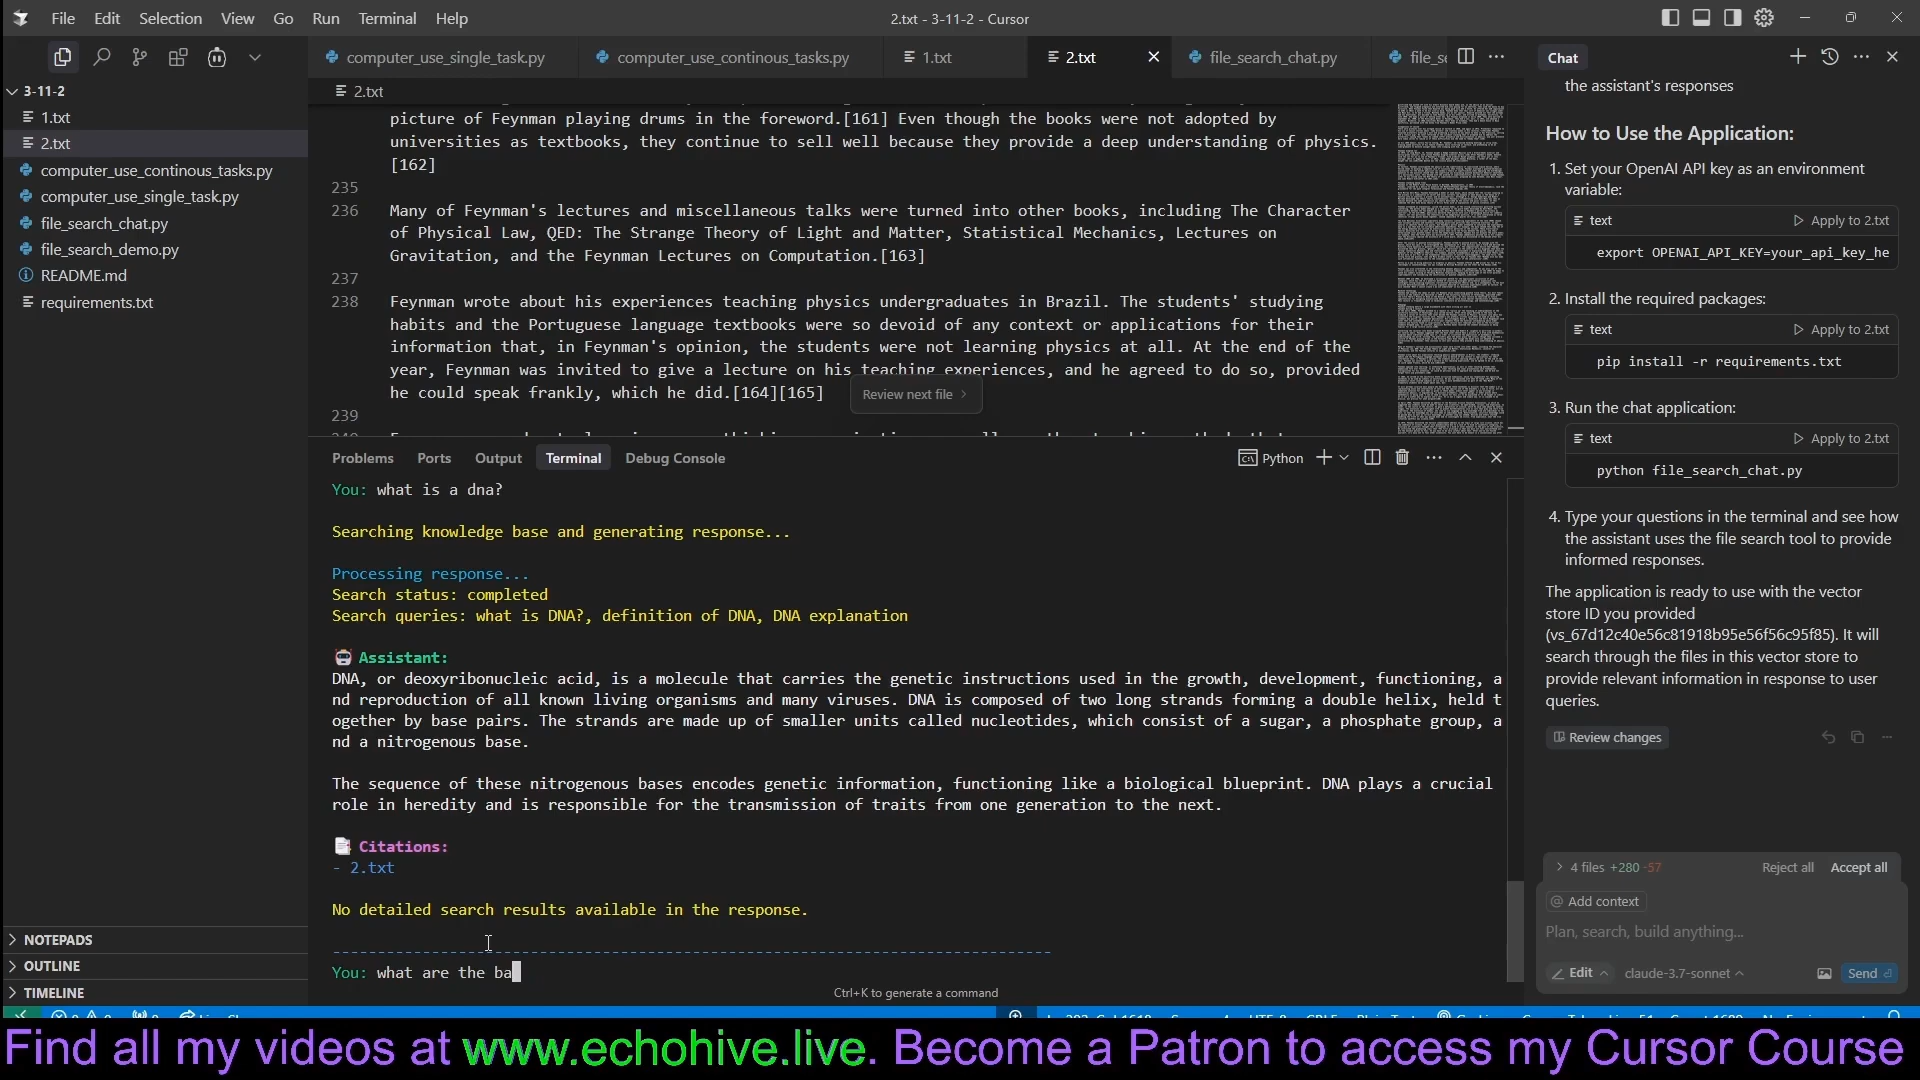 File Edit Selection View Go Run Terminal Help
2.txt - 3-11-2 - Cursor
computer_use_single_task.py
computer_use_continous_tasks.py
1.txt
2.txt
file_search_chat.py
file_se
Chat
3-11-2
1.txt
2.txt
computer_use_continous_tasks.py
computer_use_single_task.py
file_search_chat.py
file_search_demo.py
README.md
requirements.txt
NOTEPADS
OUTLINE
TIMELINE
2.txt
picture of Feynman playing drums in the foreword.[161] Even though the books were not adopted by
universities as textbooks, they continue to sell well because they provide a deep understanding of physics.
[162]
235
236 Many of Feynman's lectures and miscellaneous talks were turned into other books, including The Character
of Physical Law, QED: The Strange Theory of Light and Matter, Statistical Mechanics, Lectures on
Gravitation, and the Feynman Lectures on Computation.[163]
237
238 Feynman wrote about his experiences teaching physics undergraduates in Brazil. The students' studying
habits and the Portuguese language textbooks were so devoid of any context or applications for their
information that, in Feynman's opinion, the students were not learning physics at all. At the end of the
year, Feynman was invited to give a lecture on his teaching experiences, and he agreed to do so, provided
he could speak frankly, which he did.[164][165]
Review next file
239
Problems Ports Output Terminal Debug Console
Python
You: what is a dna?
Searching knowledge base and generating response...
Processing response...
Search status: completed
Search queries: what is DNA?, definition of DNA, DNA explanation
Assistant:
DNA, or deoxyribonucleic acid, is a molecule that carries the genetic instructions used in the growth, development, functioning, a
nd reproduction of all known living organisms and many viruses. DNA is composed of two long strands forming a double helix, held t
ogether by base pairs. The strands are made up of smaller units called nucleotides, which consist of a sugar, a phosphate group, a
nd a nitrogenous base.
The sequence of these nitrogenous bases encodes genetic information, functioning like a biological blueprint. DNA plays a crucial
role in heredity and is responsible for the transmission of traits from one generation to the next.
Citations:
- 2.txt
No detailed search results available in the response.
--------------------------------------------------------------------------------
You: what are the ba
Ctrl+K to generate a command
the assistant's responses
How to Use the Application:
1. Set your OpenAI API key as an environment
variable:
text Apply to 2.txt
export OPENAI_API_KEY=your_api_key_he
2. Install the required packages:
text Apply to 2.txt
pip install -r requirements.txt
3. Run the chat application:
text Apply to 2.txt
python file_search_chat.py
4. Type your questions in the terminal and see how
the assistant uses the file search tool to provide
informed responses.
The application is ready to use with the vector
store ID you provided
(vs_67d12c40e56c81918b95e56f56c95f85). It will
search through the files in this vector store to
provide relevant information in response to user
queries.
Review changes
4 files +280 -57 Reject all Accept all
@ Add context
Plan, search, build anything...
Edit claude-3.7-sonnet Send
Find all my videos at www.echohive.live. Become a Patron to access my Cursor Course